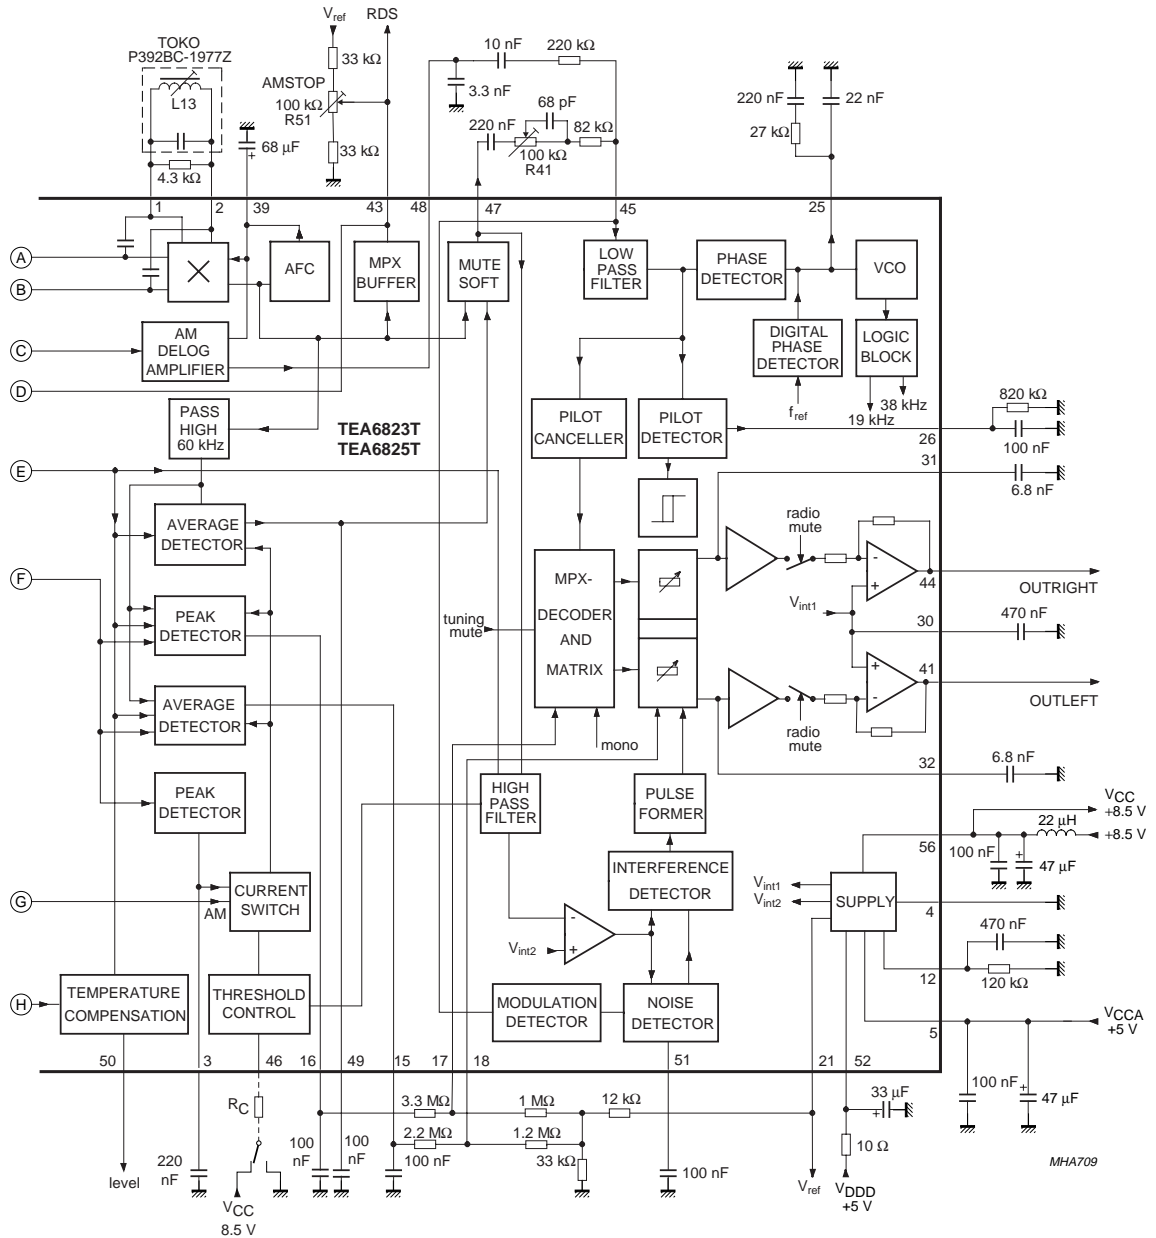 Vref
RDS
TOKO
P392BC-1977Z
L13
4.3 kΩ
68 μF
+
33 kΩ
AMSTOP
100 kΩ
R51
33 kΩ
10 nF
220 kΩ
3.3 nF
68 pF
220 nF
82 kΩ
100 kΩ
R41
220 nF
22 nF
27 kΩ
1
2
39
43
48
47
45
25
A
B
C
D
E
F
G
H
AFC
MPX
BUFFER
MUTE
SOFT
LOW
PASS
FILTER
PHASE
DETECTOR
VCO
AM
DELOG
AMPLIFIER
DIGITAL
PHASE
DETECTOR
LOGIC
BLOCK
fref
19 kHz
38 kHz
PASS
HIGH
60 kHz
TEA6823T
TEA6825T
PILOT
CANCELLER
PILOT
DETECTOR
820 kΩ
26
100 nF
31
6.8 nF
AVERAGE
DETECTOR
radio
mute
-
+
44
OUTRIGHT
MPX-
DECODER
AND
MATRIX
tuning
mute
Vint1
PEAK
DETECTOR
30
470 nF
41
+
-
OUTLEFT
AVERAGE
DETECTOR
radio
mute
mono
32
6.8 nF
PEAK
DETECTOR
HIGH
PASS
FILTER
PULSE
FORMER
VCC
+8.5 V
22 μH
+8.5 V
56
100 nF
+
47 μF
INTERFERENCE
DETECTOR
CURRENT
SWITCH
AM
-
+
Vint2
Vint1
Vint2
SUPPLY
4
470 nF
12
120 kΩ
TEMPERATURE
COMPENSATION
THRESHOLD
CONTROL
MODULATION
DETECTOR
NOISE
DETECTOR
VCCA
+5 V
5
50
3
46
16
49
15
17
18
51
21
52
100 nF
+
47 μF
RC
3.3 MΩ
1 MΩ
12 kΩ
33 μF
+
2.2 MΩ
1.2 MΩ
10 Ω
220
nF
100
nF
100
nF
100 nF
33 kΩ
100 nF
level
VCC
8.5 V
Vref
VDDD
+5 V
MHA709